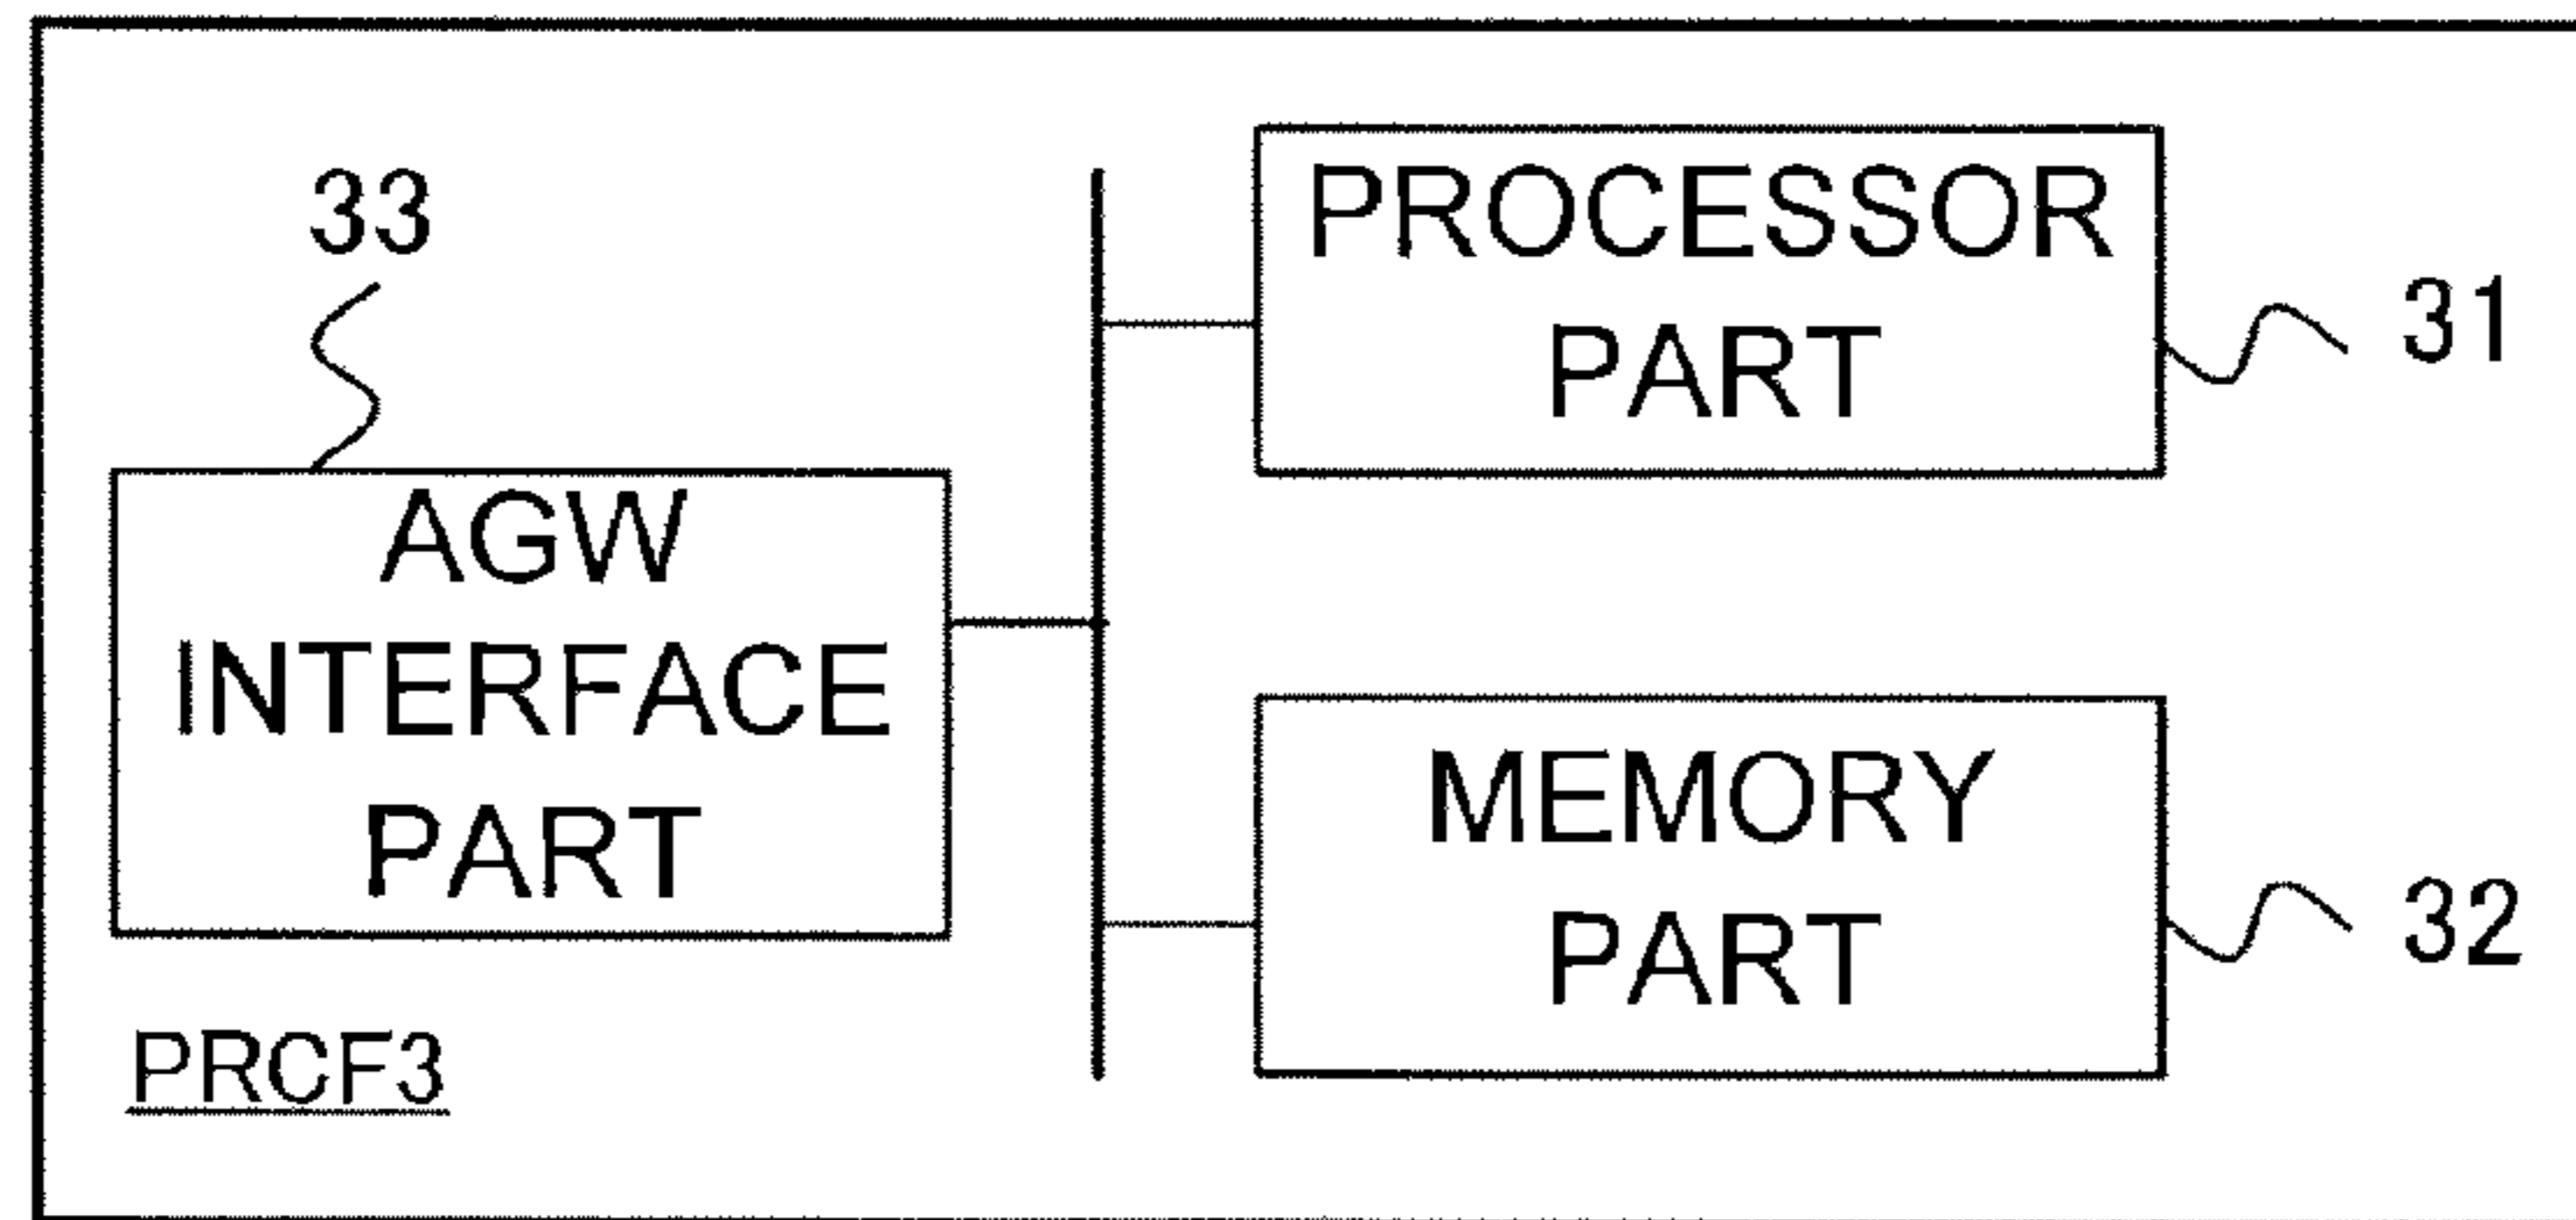 33
PROCESSOR
PART
31
AGW
INTERFACE
PART
MEMORY
PART
32
PRCF3